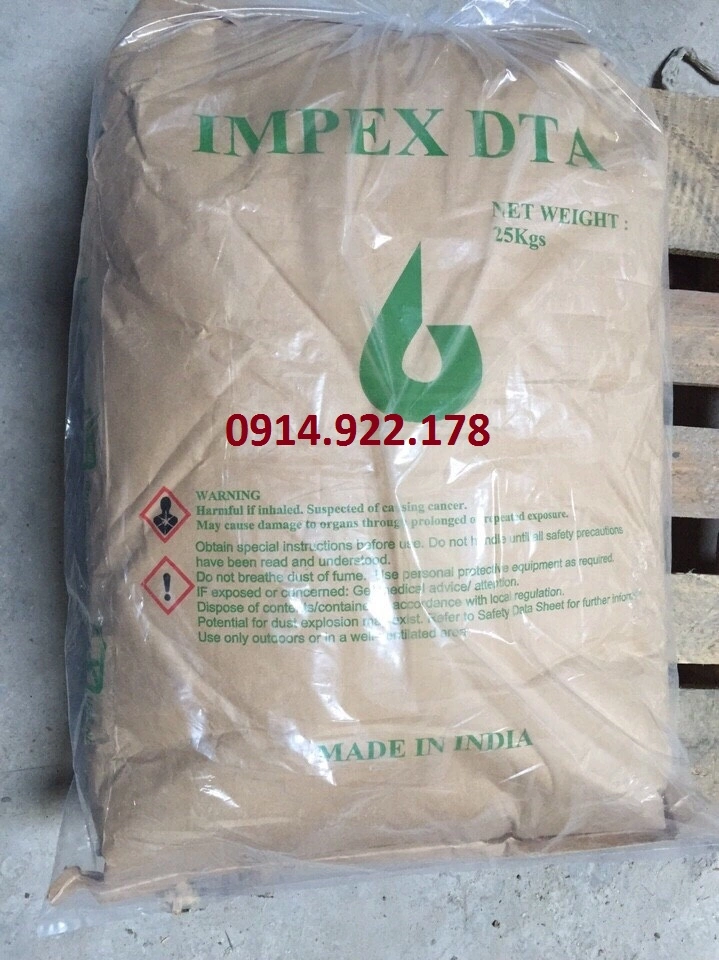 IMPEX DTA
NET WEIGHT :
25Kgs
0914.922.178
WARNING
Harmful if inhaled. Suspected of causing cancer.
May cause damage to organs through prolonged or repeated exposure.
Obtain special instructions before use. Do not handle until all safety precautions
have been read and understood.
Do not breathe dust of fume. Use personal protective equipment as required.
IF exposed or concerned: Get medical advice/ attention.
Dispose of contents/container accordance with local regulation.
Potential for dust explosion may exist. Refer to Safety Data Sheet for further
Use only outdoors or in a well ventilated area
MADE IN INDIA